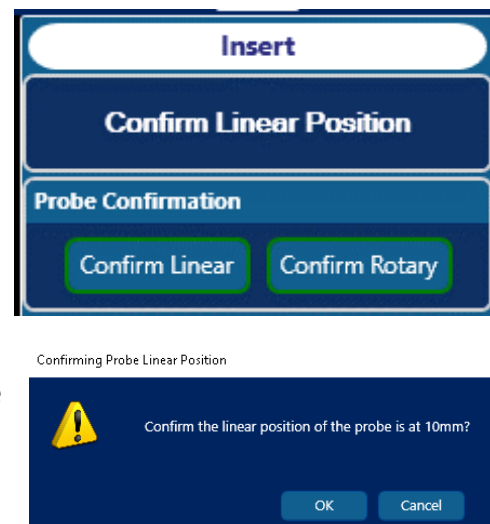 Insert
Confirm Linear Position
Probe Confirmation
Confirm Linear Confirm Rotary
Confirming Probe Linear Position
Confirm the linear position of the probe is at 10mm?
OK Cancel